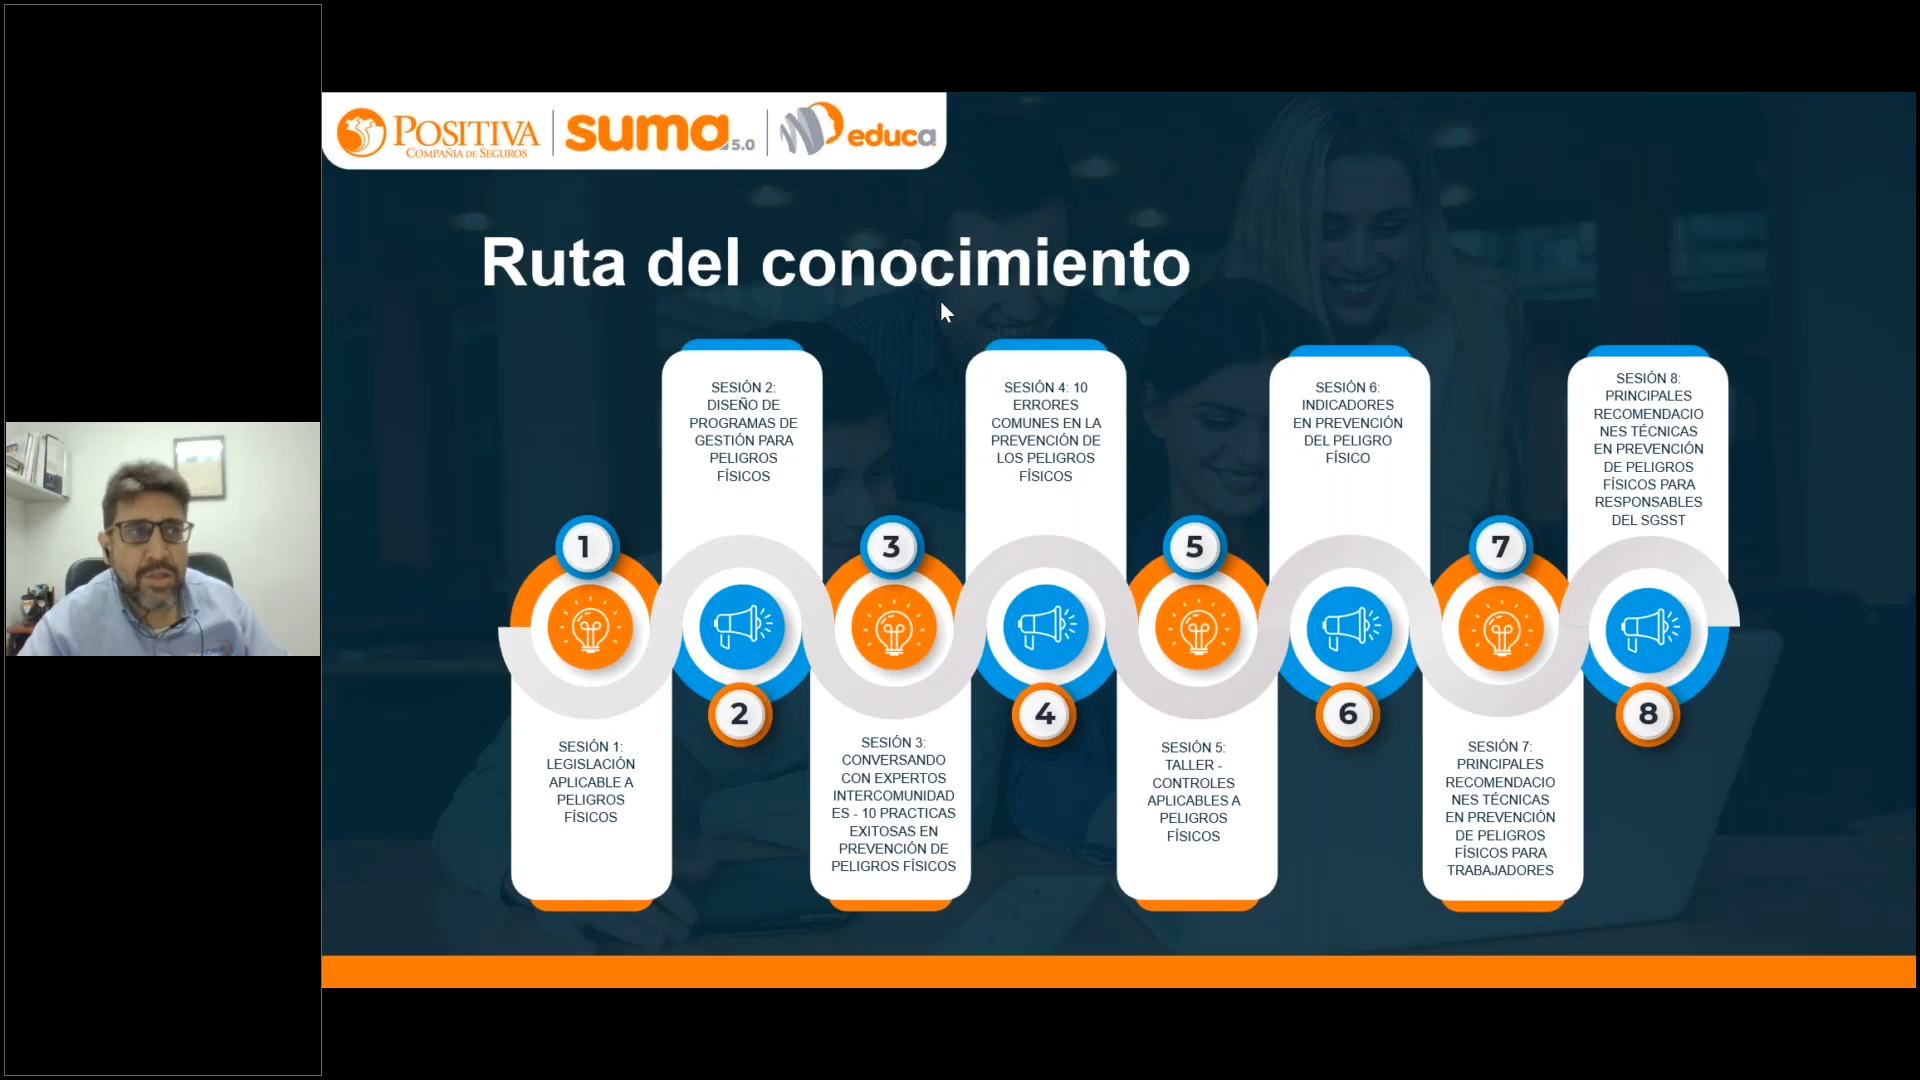 POSITIVA
COMPAÑIA DE SEGUROS
suma 5.0
educa
Ruta del conocimiento
1
SESIÓN 1:
LEGISLACIÓN
APLICABLE A
PELIGROS
FÍSICOS
SESIÓN 2:
DISEÑO DE
PROGRAMAS DE
GESTIÓN PARA
PELIGROS
FÍSICOS
2
3
SESIÓN 3:
CONVERSANDO
CON EXPERTOS
INTERCOMUNIDAD
ES - 10 PRACTICAS
EXITOSAS EN
PREVENCIÓN DE
PELIGROS FÍSICOS
SESIÓN 4: 10
ERRORES
COMUNES EN LA
PREVENCIÓN DE
LOS PELIGROS
FÍSICOS
4
5
SESIÓN 5:
TALLER -
CONTROLES
APLICABLES A
PELIGROS
FÍSICOS
SESIÓN 6:
INDICADORES
EN PREVENCIÓN
DEL PELIGRO
FÍSICO
6
7
SESIÓN 7:
PRINCIPALES
RECOMENDACIO
NES TÉCNICAS
EN PREVENCIÓN
DE PELIGROS
FÍSICOS PARA
TRABAJADORES
SESIÓN 8:
PRINCIPALES
RECOMENDACIO
NES TÉCNICAS
EN PREVENCIÓN
DE PELIGROS
FÍSICOS PARA
RESPONSABLES
DEL SGSST
8